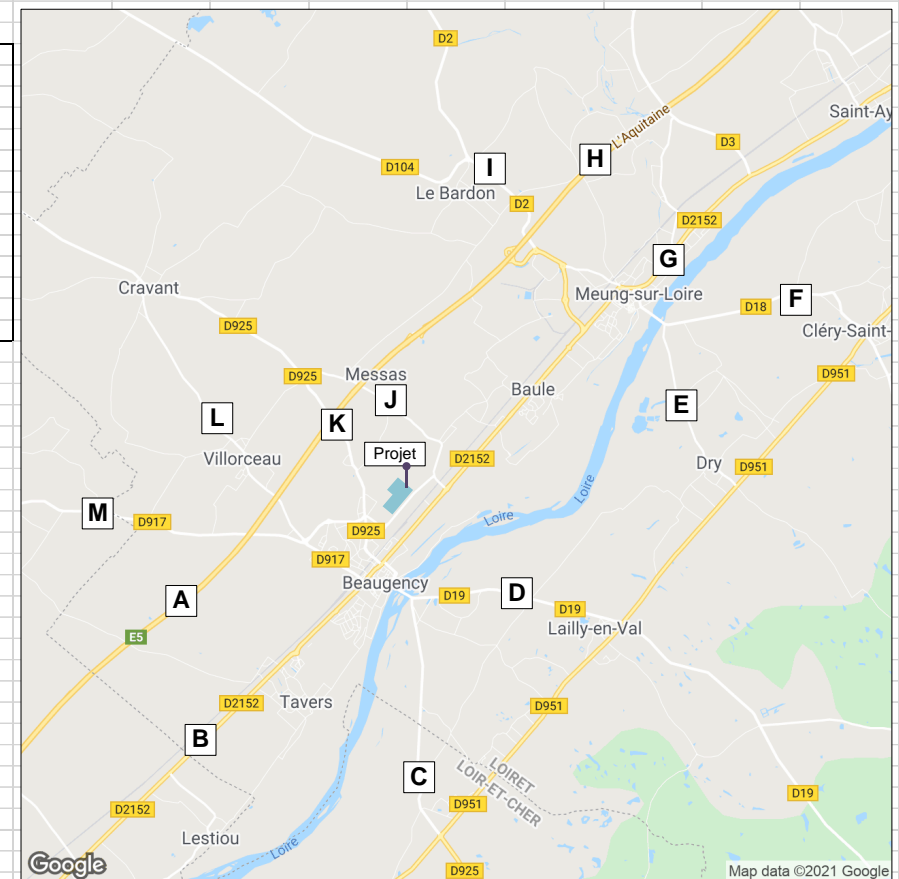 D2
Saint-Ay
L'Aquitaine
D3
H
D104
I
Le Bardon
D2
D2152
G
Cravant
Meung-sur-Loire
F
D18
D925
Cléry-Saint-
Messas
D925
D951
J
Baule
E
L
K
Projet
Villorceau
D2152
Dry
D951
Loire
M
D917
Loire
D925
D917
Beaugency
A
D19
D
D19
Lailly-en-Val
E5
Tavers
D2152
D951
B
C
LOIRET
LOIR-ET-CHER
D19
D2152
D951
Lestiou
Loire
Google
D925
Map data ©2021 Google